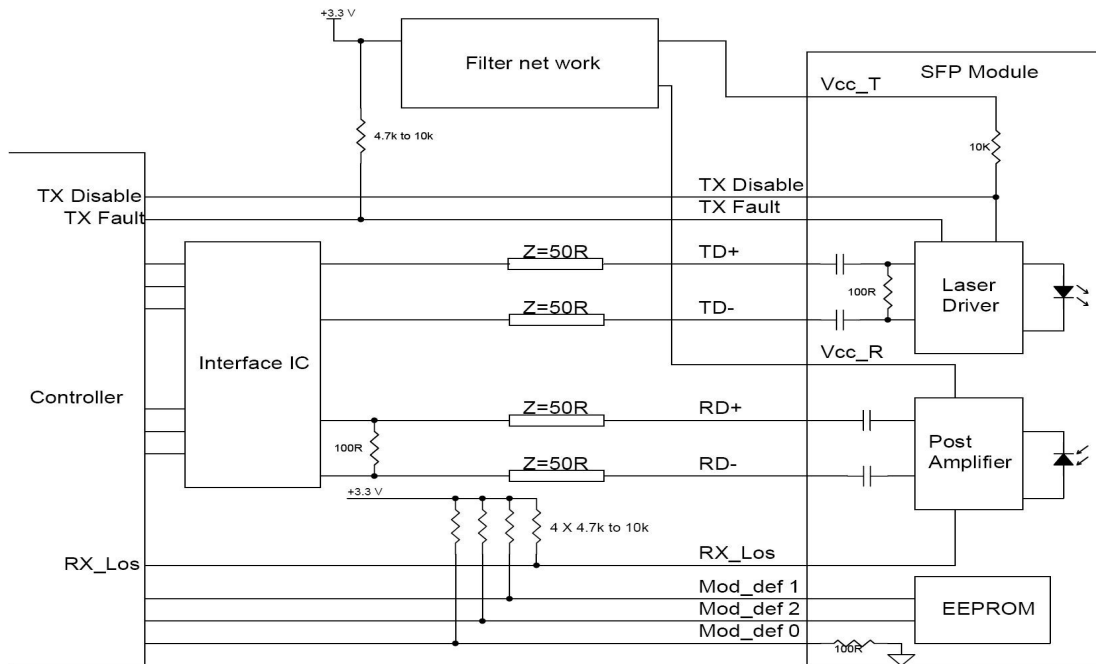 +3.3 V
Filter net work
SFP Module
Vcc_T
4.7k to 10k
10K
TX Disable
TX Disable
TX Fault
TX Fault
Z=50R
TD+
100R
Laser
Driver
Z=50R
TD-
Interface IC
Vcc_R
Controller
Z=50R
RD+
100R
Post
Amplifier
Z=50R
RD-
+3.3 V
4 X 4.7k to 10k
RX_Los
RX_Los
Mod_def 1
EEPROM
Mod_def 2
Mod_def 0
100R